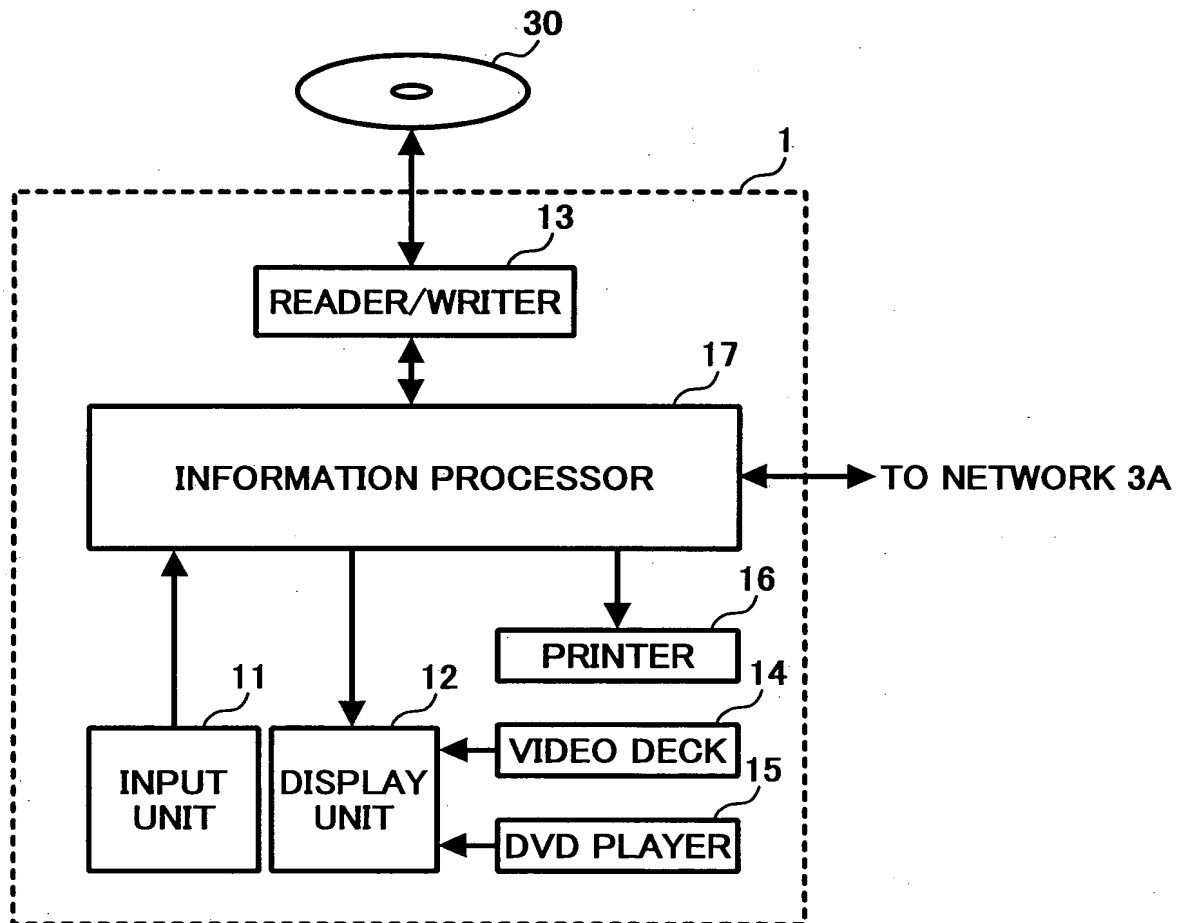 30
1
13
READER/WRITER
17
INFORMATION PROCESSOR
TO NETWORK 3A
16
PRINTER
11
12
14
INPUT
UNIT
DISPLAY
UNIT
VIDEO DECK
15
DVD PLAYER